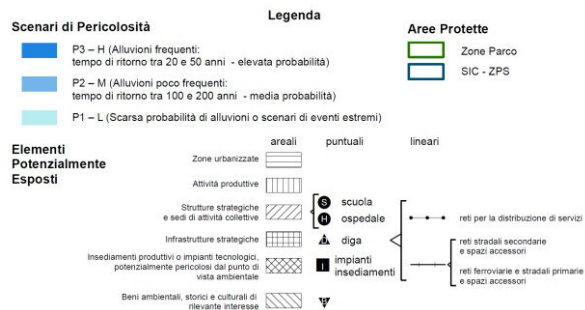 Legenda
Scenari di Pericolosità
P3 – H (Alluvioni frequenti:
tempo di ritorno tra 20 e 50 anni - elevata probabilità)
P2 – M (Alluvioni poco frequenti:
tempo di ritorno tra 100 e 200 anni - media probabilità)
P1 – L (Scarsa probabilità di alluvioni o scenari di eventi estremi)
Aree Protette
Zone Parco
SIC - ZPS
Elementi
Potenzialmente
Esposti
areali puntuali lineari
Zone urbanizzate
Attività produttive
Strutture strategiche
e sedi di attività collettive
S scuola
H ospedale
reti per la distribuzione di servizi
Infrastrutture strategiche
D diga
reti stradali secondarie
e spazi accessori
Insediamenti produttivi o impianti tecnologici,
potenzialmente pericolosi dal punto di
vista ambientale
I impianti
insediamenti
reti ferroviarie e stradali primarie
e spazi accessori
Beni ambientali, storici e culturali di
rilevante interesse